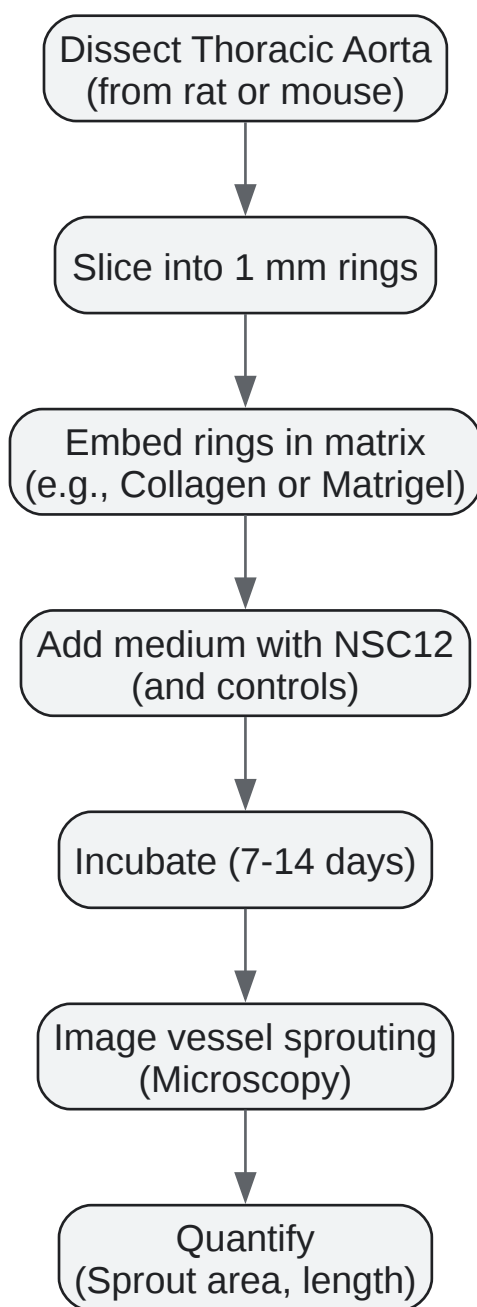 Dissect Thoracic Aorta
(from rat or mouse)
Slice into 1 mm rings
Embed rings in matrix
(e.g., Collagen or Matrigel)
Add medium with NSC12
(and controls)
Incubate (7-14 days)
Image vessel sprouting
(Microscopy)
Quantify
(Sprout area, length)